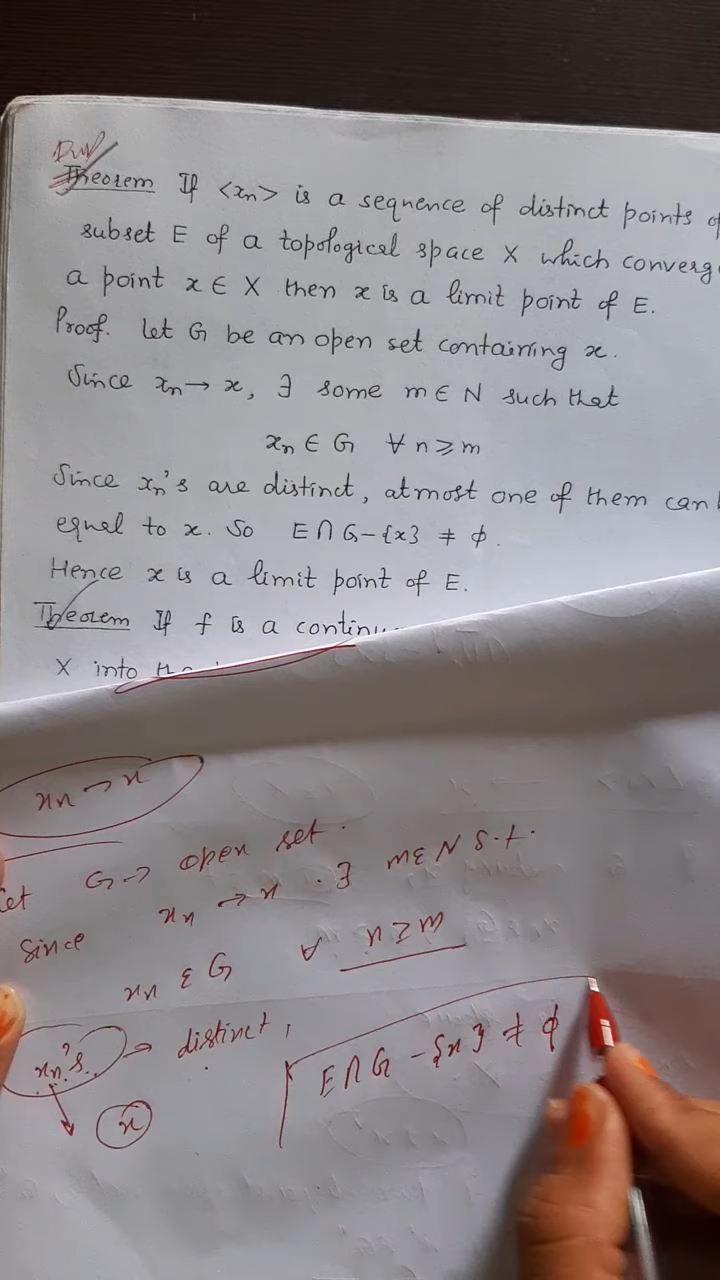 Theorem If <xn> is a sequence of distinct points of
subset E of a topological space X which converg
a point x ∈ X then x is a limit point of E.
Proof. Let G be an open set containing x.
Since xn → x, ∃ some m ∈ N such that
xn ∈ G ∀ n ≥ m
Since xn's are distinct, atmost one of them can
equal to x. So E ∩ G - {x} ≠ ϕ.
Hence x is a limit point of E.
Theorem If f is a continu
X into
xn → x
Let G → open set.
Since xn → x . ∃ m ∈ N s.t.
xn ∈ G ∀ n ≥ m
xn's → distinct,
E ∩ G - {x} ≠ ϕ
x